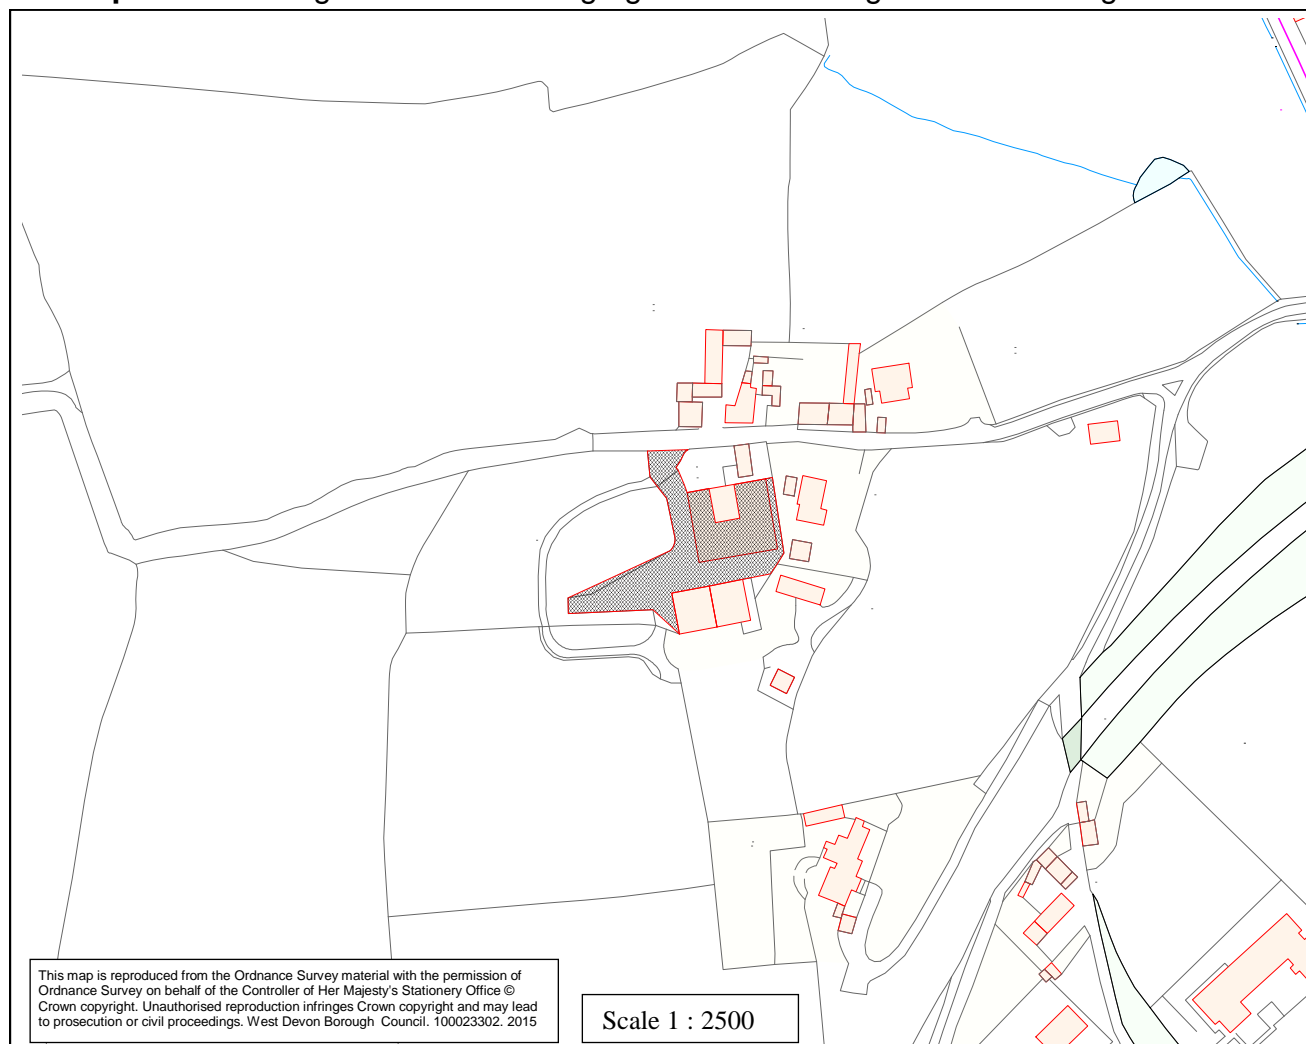 This map is reproduced from the Ordnance Survey material with the permission of
Ordnance Survey on behalf of the Controller of Her Majesty's Stationery Office ©
Crown copyright. Unauthorised reproduction infringes Crown copyright and may lead
to prosecution or civil proceedings. West Devon Borough Council. 100023302. 2015
Scale 1 : 2500